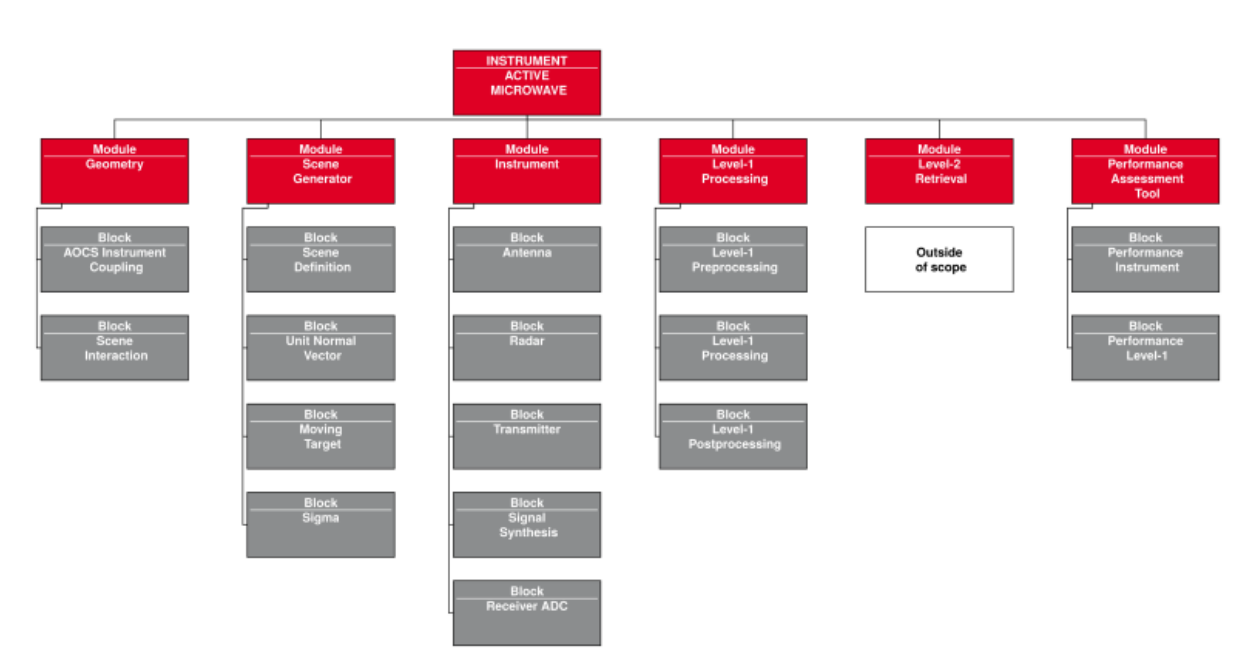 INSTRUMENT
ACTIVE
MICROWAVE
Module
Geometry
Module
Scene
Generator
Module
Instrument
Module
Level-1
Processing
Module
Level-2
Retrieval
Module
Performance
Assessment
Tool
Block
AOCS Instrument
Coupling
Block
Scene
Definition
Block
Antenna
Block
Level-1
Preprocessing
Outside
of scope
Block
Performance
Instrument
Block
Scene
Interaction
Block
Unit Normal
Vector
Block
Radar
Block
Level-1
Processing
Block
Performance
Level-1
Block
Moving
Target
Block
Transmitter
Block
Level-1
Postprocessing
Block
Sigma
Block
Signal
Synthesis
Block
Receiver ADC